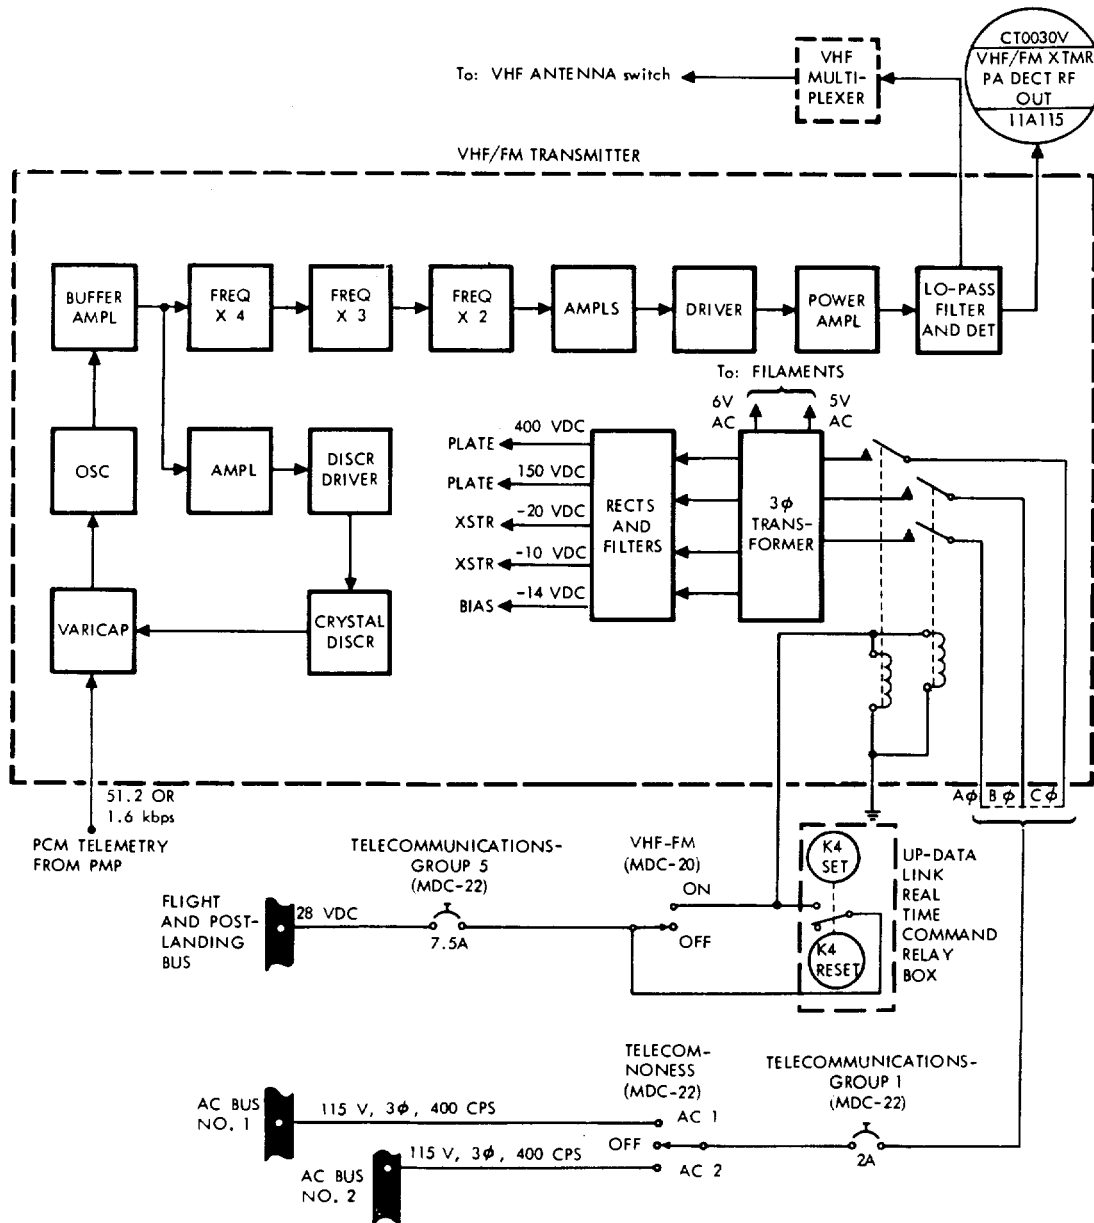 CT0030V
VHF/FM XTMR
PA DECT RF
OUT
11A115
VHF
MULTI-
PLEXER
To: VHF ANTENNA switch
VHF/FM TRANSMITTER
BUFFER
AMPL
FREQ
X 4
FREQ
X 3
FREQ
X 2
AMPLS
DRIVER
POWER
AMPL
LO-PASS
FILTER
AND DET
To: FILAMENTS
6V
AC
5V
AC
OSC
AMPL
DISCR
DRIVER
PLATE
400 VDC
PLATE
150 VDC
XSTR
-20 VDC
XSTR
-10 VDC
BIAS
-14 VDC
RECTS
AND
FILTERS
3φ
TRANS-
FORMER
VARICAP
CRYSTAL
DISCR
51.2 OR
1.6 kbps
PCM TELEMETRY
FROM PMP
Aφ Bφ Cφ
TELECOMMUNICATIONS-
GROUP 5
(MDC-22)
VHF-FM
(MDC-20)
ON
OFF
K4
SET
K4
RESET
UP-DATA
LINK
REAL
TIME
COMMAND
RELAY
BOX
FLIGHT
AND POST-
LANDING
BUS
28 VDC
7.5A
TELECOM-
NONESS
(MDC-22)
TELECOMMUNICATIONS-
GROUP 1
(MDC-22)
AC BUS
NO. 1
115 V, 3φ, 400 CPS
AC 1
OFF
2A
AC BUS
NO. 2
115 V, 3φ, 400 CPS
AC 2